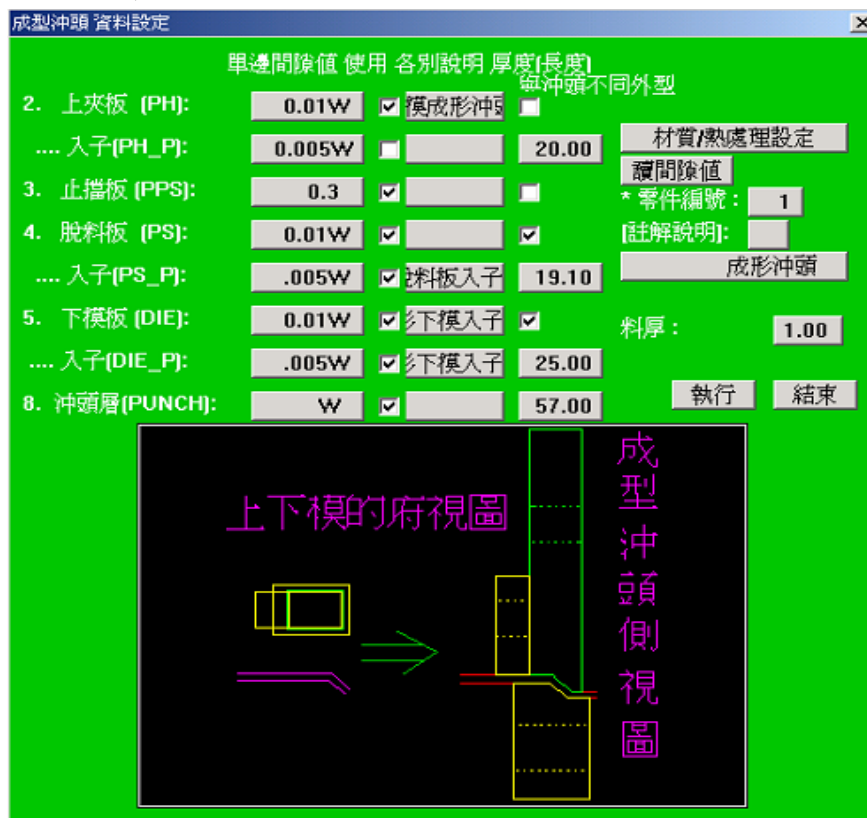 成型沖頭 資料設定
單邊間隙值 使用 各別說明 厚度(長度)
與沖頭不同外型
2. 上夾板 (PH): 0.01W 模成形沖頭
.... 入子(PH_P): 0.005W 20.00
材質/熱處理設定
讀間隙值
3. 止擋板 (PPS): 0.3
* 零件編號: 1
4. 脫料板 (PS): 0.01W
[註解說明]:
.... 入子(PS_P): .005W 脫料板入子 19.10
成形沖頭
5. 下模板 (DIE): 0.01W 下模入子
料厚: 1.00
.... 入子(DIE_P): .005W 下模入子 25.00
8. 沖頭層(PUNCH): W 57.00
執行 結束
上下模的府視圖
成型沖頭側視圖